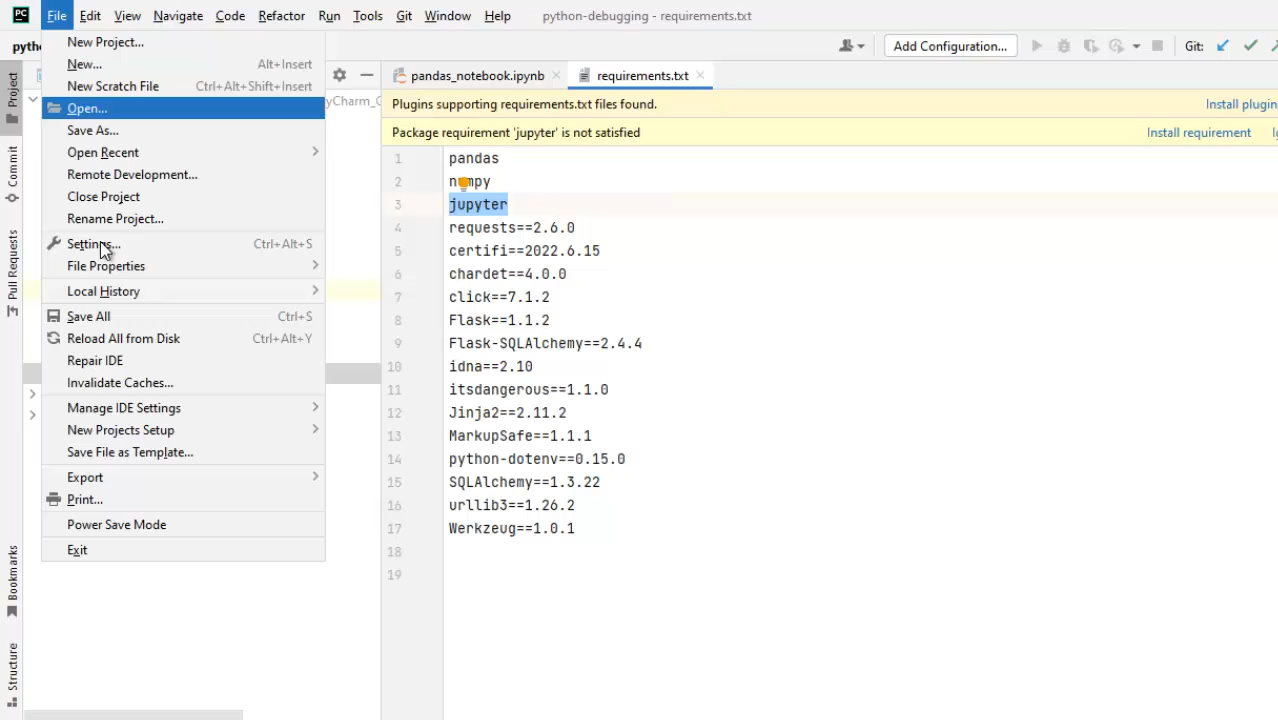 PC File Edit View Navigate Code Refactor Run Tools Git Window Help python-debugging - requirements.txt
Add Configuration... Git:
New Project...
New... Alt+Insert
New Scratch File Ctrl+Alt+Shift+Insert
Open...
Save As...
Open Recent
Remote Development...
Close Project
Rename Project...
Settings... Ctrl+Alt+S
File Properties
Local History
Save All Ctrl+S
Reload All from Disk Ctrl+Alt+Y
Repair IDE
Invalidate Caches...
Manage IDE Settings
New Projects Setup
Save File as Template...
Export
Print...
Power Save Mode
Exit
Project
Commit
Pull Requests
Bookmarks
Structure
pandas_notebook.ipynb requirements.txt
Plugins supporting requirements.txt files found. Install plugin
Package requirement 'jupyter' is not satisfied Install requirement
1 pandas
2 numpy
3 jupyter
4 requests==2.6.0
5 certifi==2022.6.15
6 chardet==4.0.0
7 click==7.1.2
8 Flask==1.1.2
9 Flask-SQLAlchemy==2.4.4
10 idna==2.10
11 itsdangerous==1.1.0
12 Jinja2==2.11.2
13 MarkupSafe==1.1.1
14 python-dotenv==0.15.0
15 SQLAlchemy==1.3.22
16 urllib3==1.26.2
17 Werkzeug==1.0.1
18
19